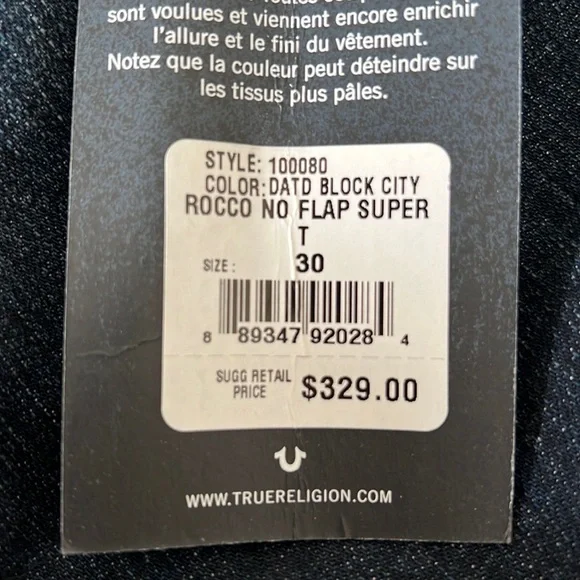 sont voulues et viennent encore enrichir
l'allure et le fini du vêtement.
Notez que la couleur peut déteindre sur
les tissus plus pâles.
STYLE: 100080
COLOR:DATD BLOCK CITY
ROCCO NO FLAP SUPER
T
SIZE: 30
8 89347 92028 4
SUGG RETAIL
PRICE $329.00
WWW.TRUERELIGION.COM